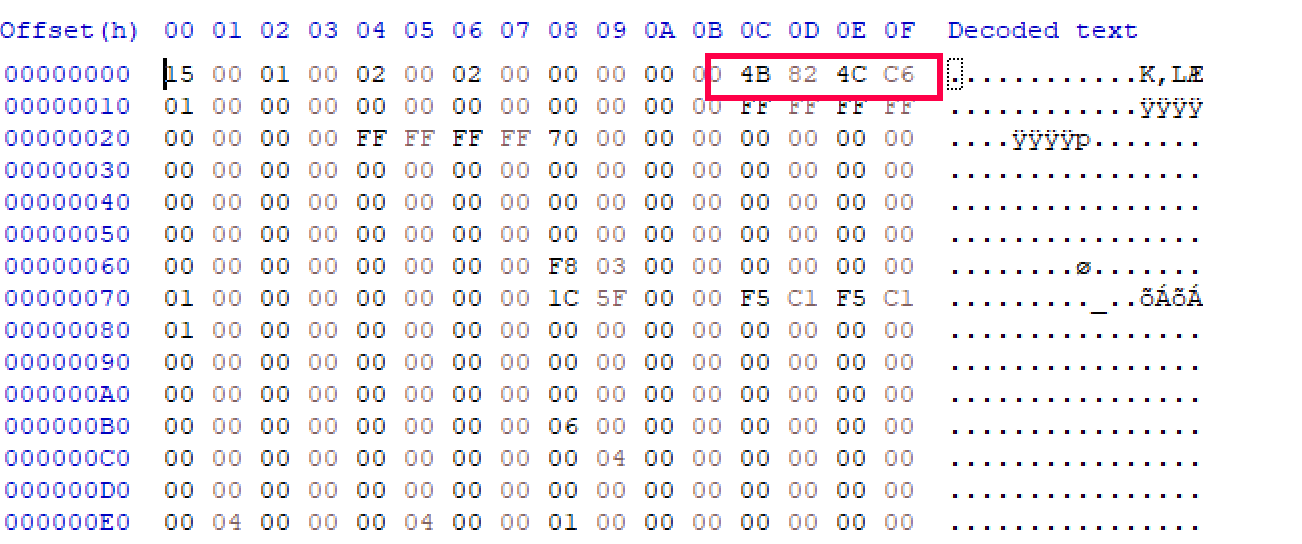 Offset(h) 00 01 02 03 04 05 06 07 08 09 0A 0B 0C 0D 0E 0F Decoded text
00000000 15 00 01 00 02 00 02 00 00 00 00 00 4B 82 4C C6 ............K‚LÆ
00000010 01 00 00 00 00 00 00 00 00 00 00 00 FF FF FF FF ............ÿÿÿÿ
00000020 00 00 00 00 FF FF FF FF 70 00 00 00 00 00 00 00 ....ÿÿÿÿp.......
00000030 00 00 00 00 00 00 00 00 00 00 00 00 00 00 00 00 ................
00000040 00 00 00 00 00 00 00 00 00 00 00 00 00 00 00 00 ................
00000050 00 00 00 00 00 00 00 00 00 00 00 00 00 00 00 00 ................
00000060 00 00 00 00 00 00 00 00 F8 03 00 00 00 00 00 00 ........ø.......
00000070 01 00 00 00 00 00 00 00 1C 5F 00 00 F5 C1 F5 C1 ........._..õÁõÁ
00000080 01 00 00 00 00 00 00 00 00 00 00 00 00 00 00 00 ................
00000090 00 00 00 00 00 00 00 00 00 00 00 00 00 00 00 00 ................
000000A0 00 00 00 00 00 00 00 00 00 00 00 00 00 00 00 00 ................
000000B0 00 00 00 00 00 00 00 00 06 00 00 00 00 00 00 00 ................
000000C0 00 00 00 00 00 00 00 00 00 04 00 00 00 00 00 00 ................
000000D0 00 00 00 00 00 00 00 00 00 00 00 00 00 00 00 00 ................
000000E0 00 04 00 00 00 04 00 00 01 00 00 00 00 00 00 00 ................